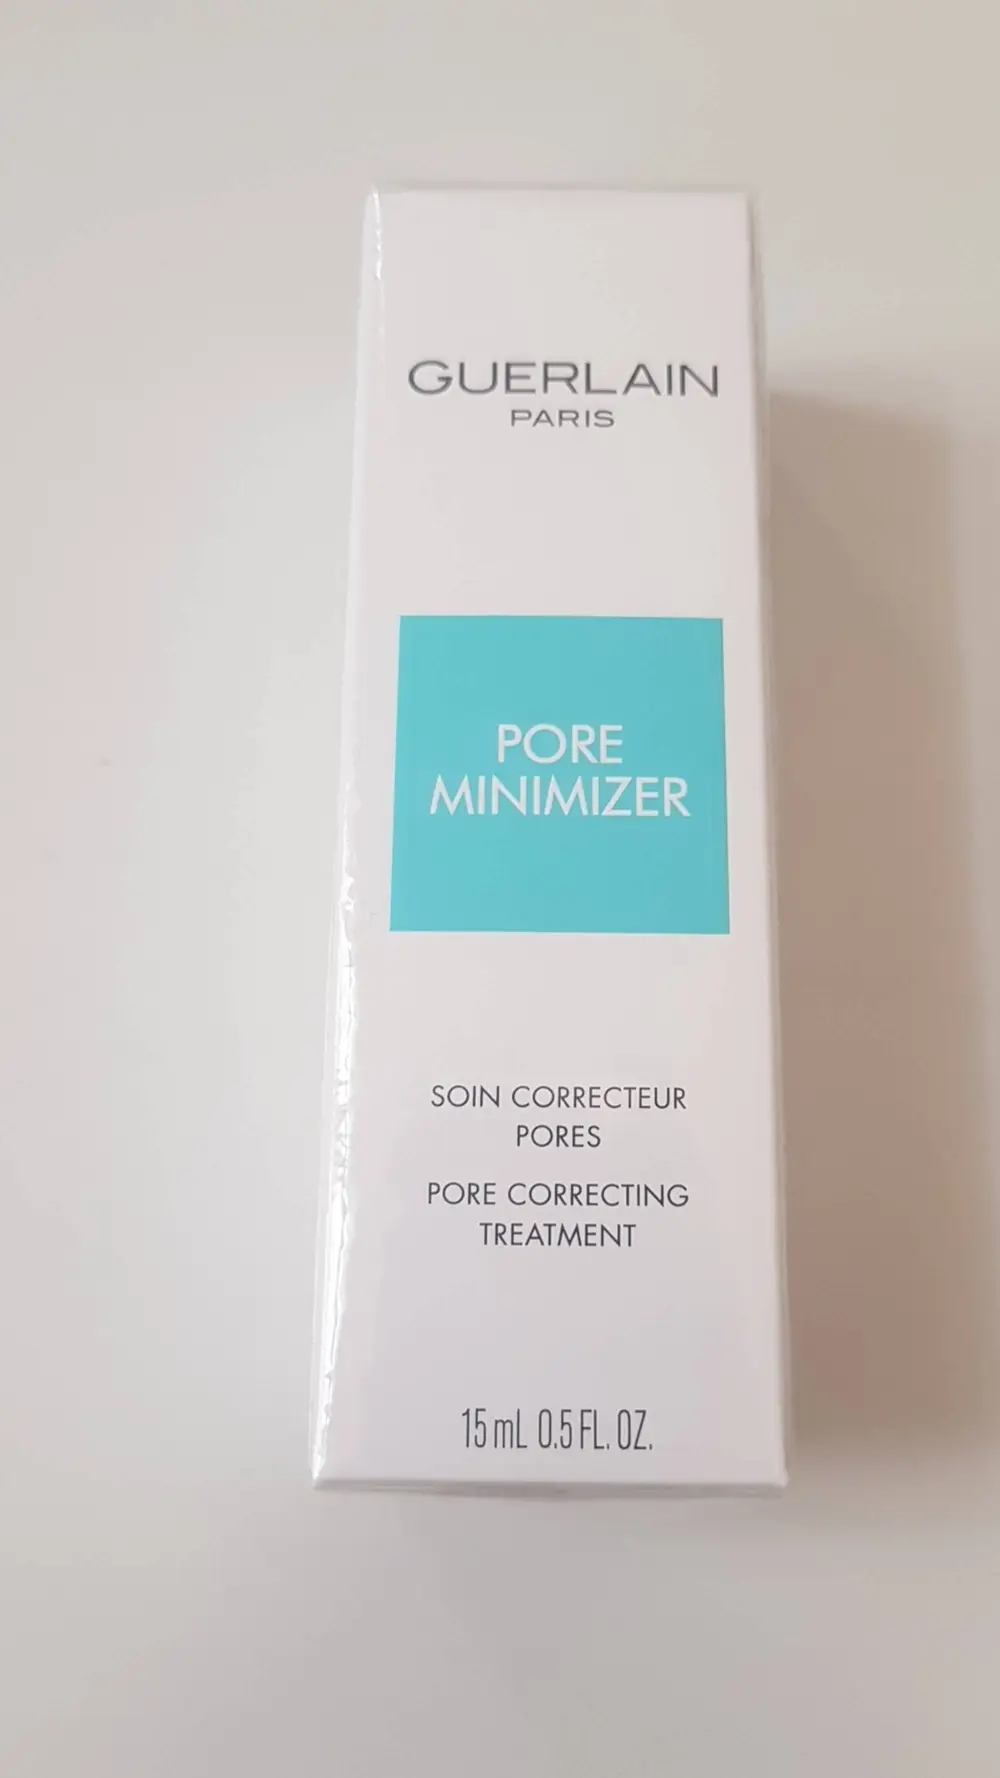 GUERLAIN
PARIS
PORE
MINIMIZER
SOIN CORRECTEUR
PORES
PORE CORRECTING
TREATMENT
15 mL 0.5 FL. OZ.